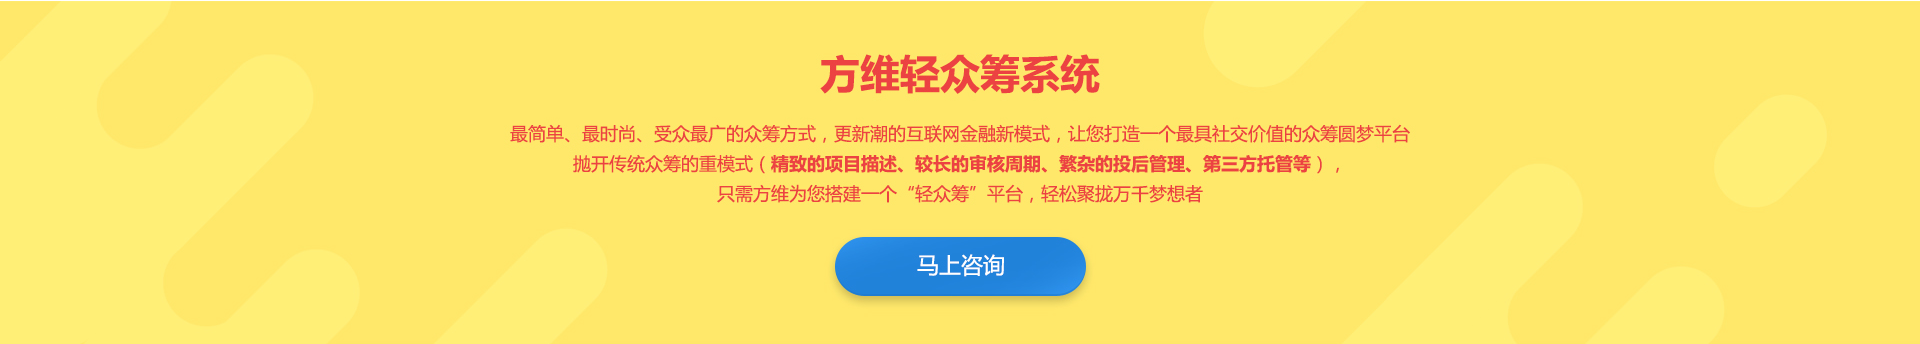 方维轻众筹系统
最简单、最时尚、受众最广的众筹方式，更新潮的互联网金融新模式，让您打造一个最具社交价值的众筹圆梦平台
抛开传统众筹的重模式（精致的项目描述、较长的审核周期、繁杂的投后管理、第三方托管等），
只需方维为您搭建一个“轻众筹”平台，轻松聚拢万千梦想者
马上咨询